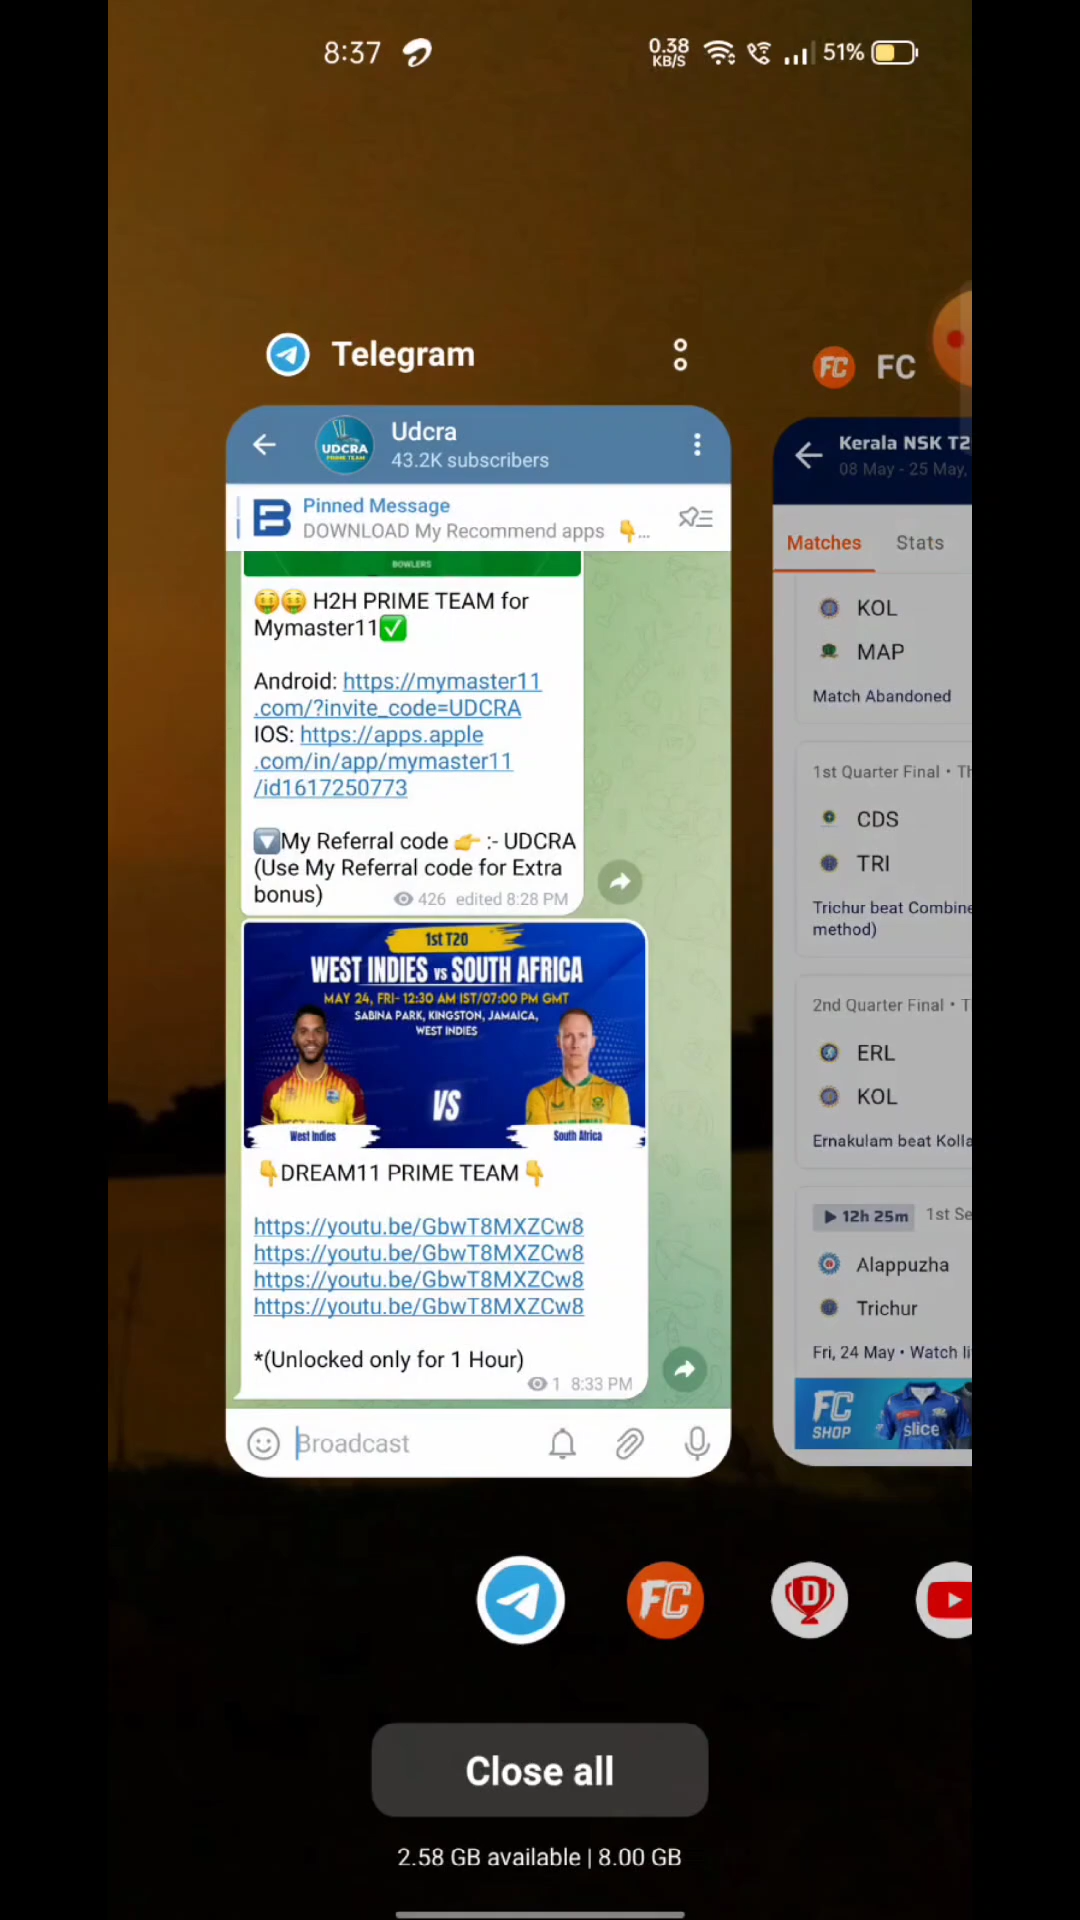 8:37
0.38
KB/S
51%
Telegram
FC
FC
UDCRA
PRIME TEAM
Udcra
43.2K subscribers
Pinned Message
DOWNLOAD My Recommend apps 👇...
BOWLERS
🤑🤑 H2H PRIME TEAM for
Mymaster11✅
Android: https://mymaster11
.com/?invite_code=UDCRA
IOS: https://apps.apple
.com/in/app/mymaster11
/id1617250773
🔽My Referral code 👉 :- UDCRA
(Use My Referral code for Extra
bonus)
426 edited 8:28 PM
1st T20
WEST INDIES vs SOUTH AFRICA
MAY 24, FRI- 12:30 AM IST/07:00 PM GMT
SABINA PARK, KINGSTON, JAMAICA,
WEST INDIES
VS
West Indies
South Africa
👇DREAM11 PRIME TEAM👇
https://youtu.be/GbwT8MXZCw8
https://youtu.be/GbwT8MXZCw8
https://youtu.be/GbwT8MXZCw8
https://youtu.be/GbwT8MXZCw8
*(Unlocked only for 1 Hour)
1 8:33 PM
Broadcast
Kerala NSK T2
08 May - 25 May,
Matches
Stats
KOL
MAP
Match Abandoned
1st Quarter Final • Th
CDS
TRI
Trichur beat Combine
method)
2nd Quarter Final • T
ERL
KOL
Ernakulam beat Kolla
12h 25m
1st Se
Alappuzha
Trichur
Fri, 24 May • Watch li
FC
SHOP
slice
FC
D
Close all
2.58 GB available | 8.00 GB